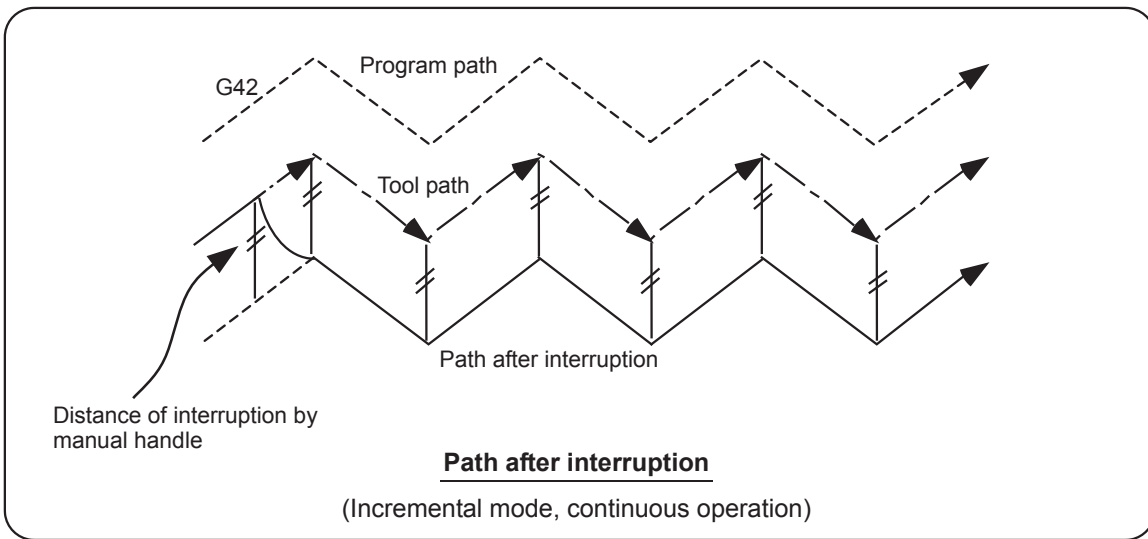 Program path
G42
Tool path
Path after interruption
Distance of interruption by
manual handle
Path after interruption
(Incremental mode, continuous operation)